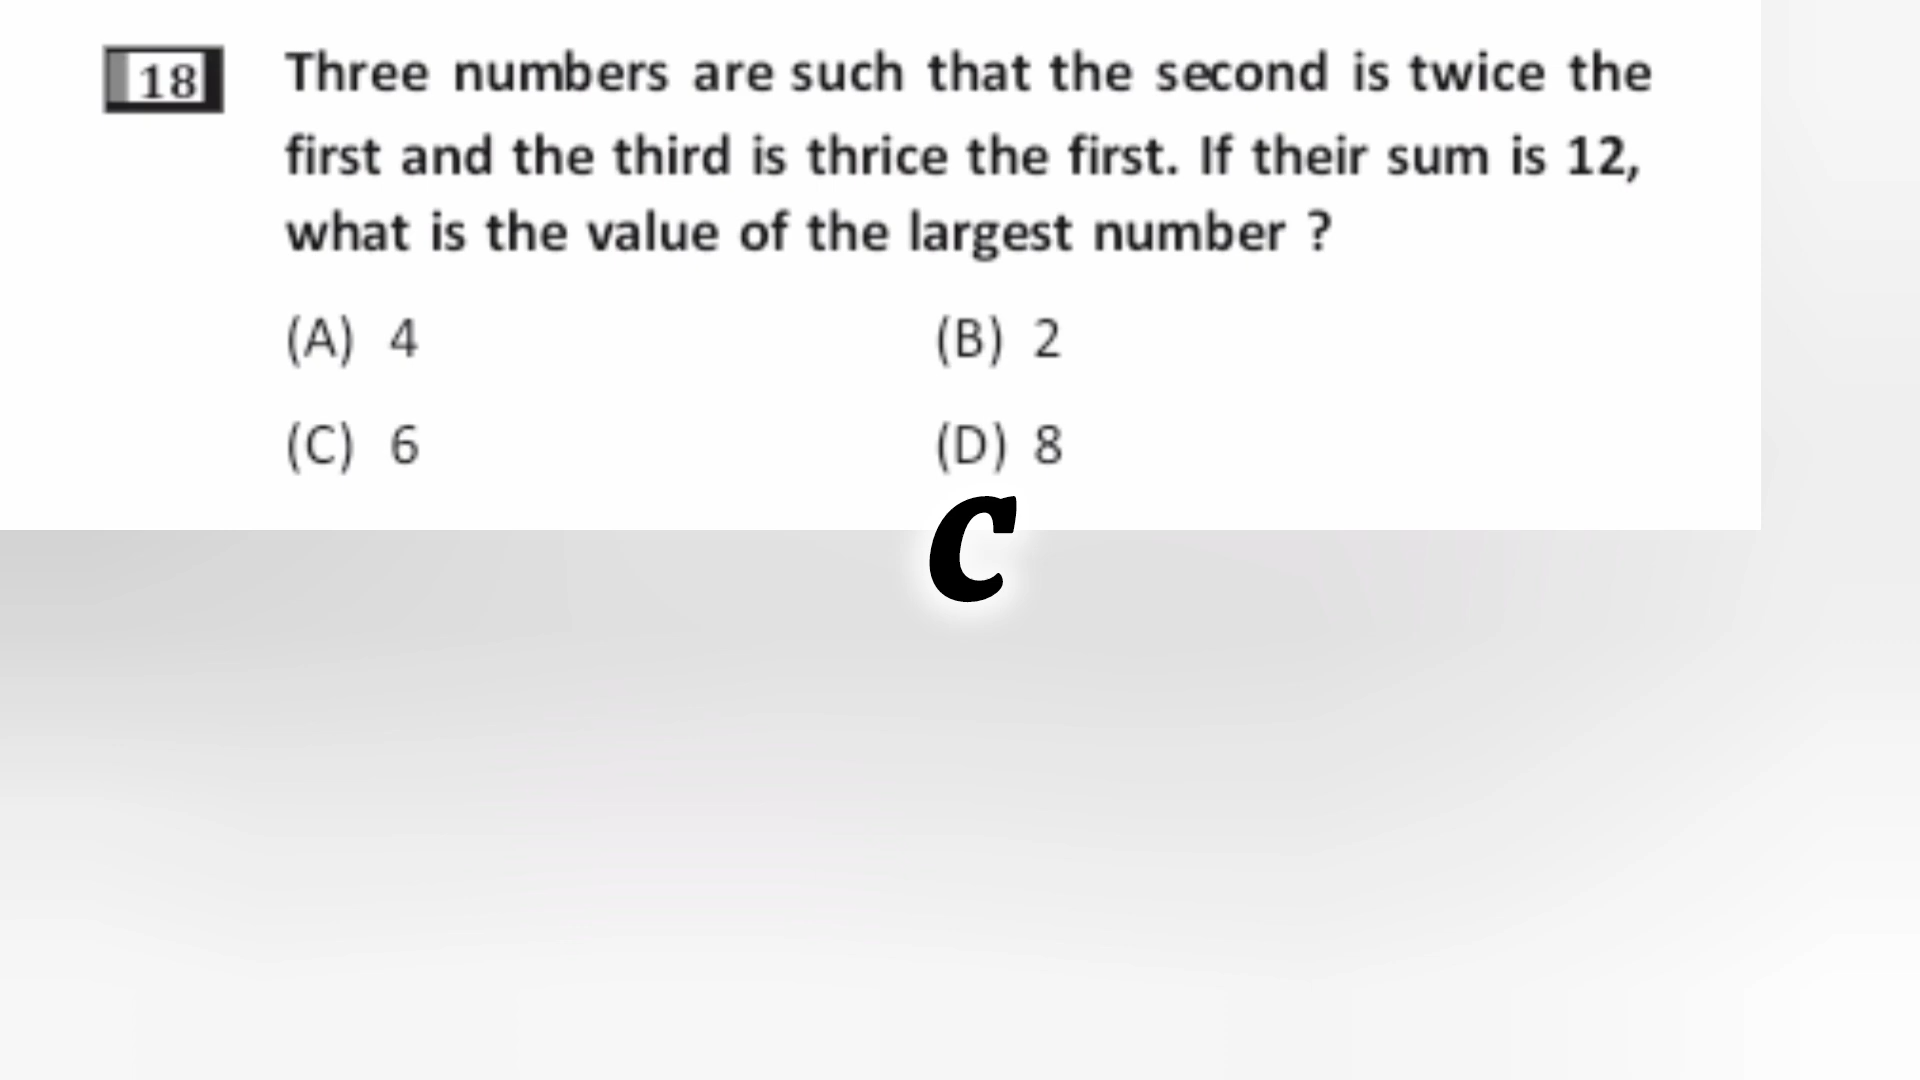 18 Three numbers are such that the second is twice the
first and the third is thrice the first. If their sum is 12,
what is the value of the largest number ?
(A) 4 (B) 2
(C) 6 (D) 8
C